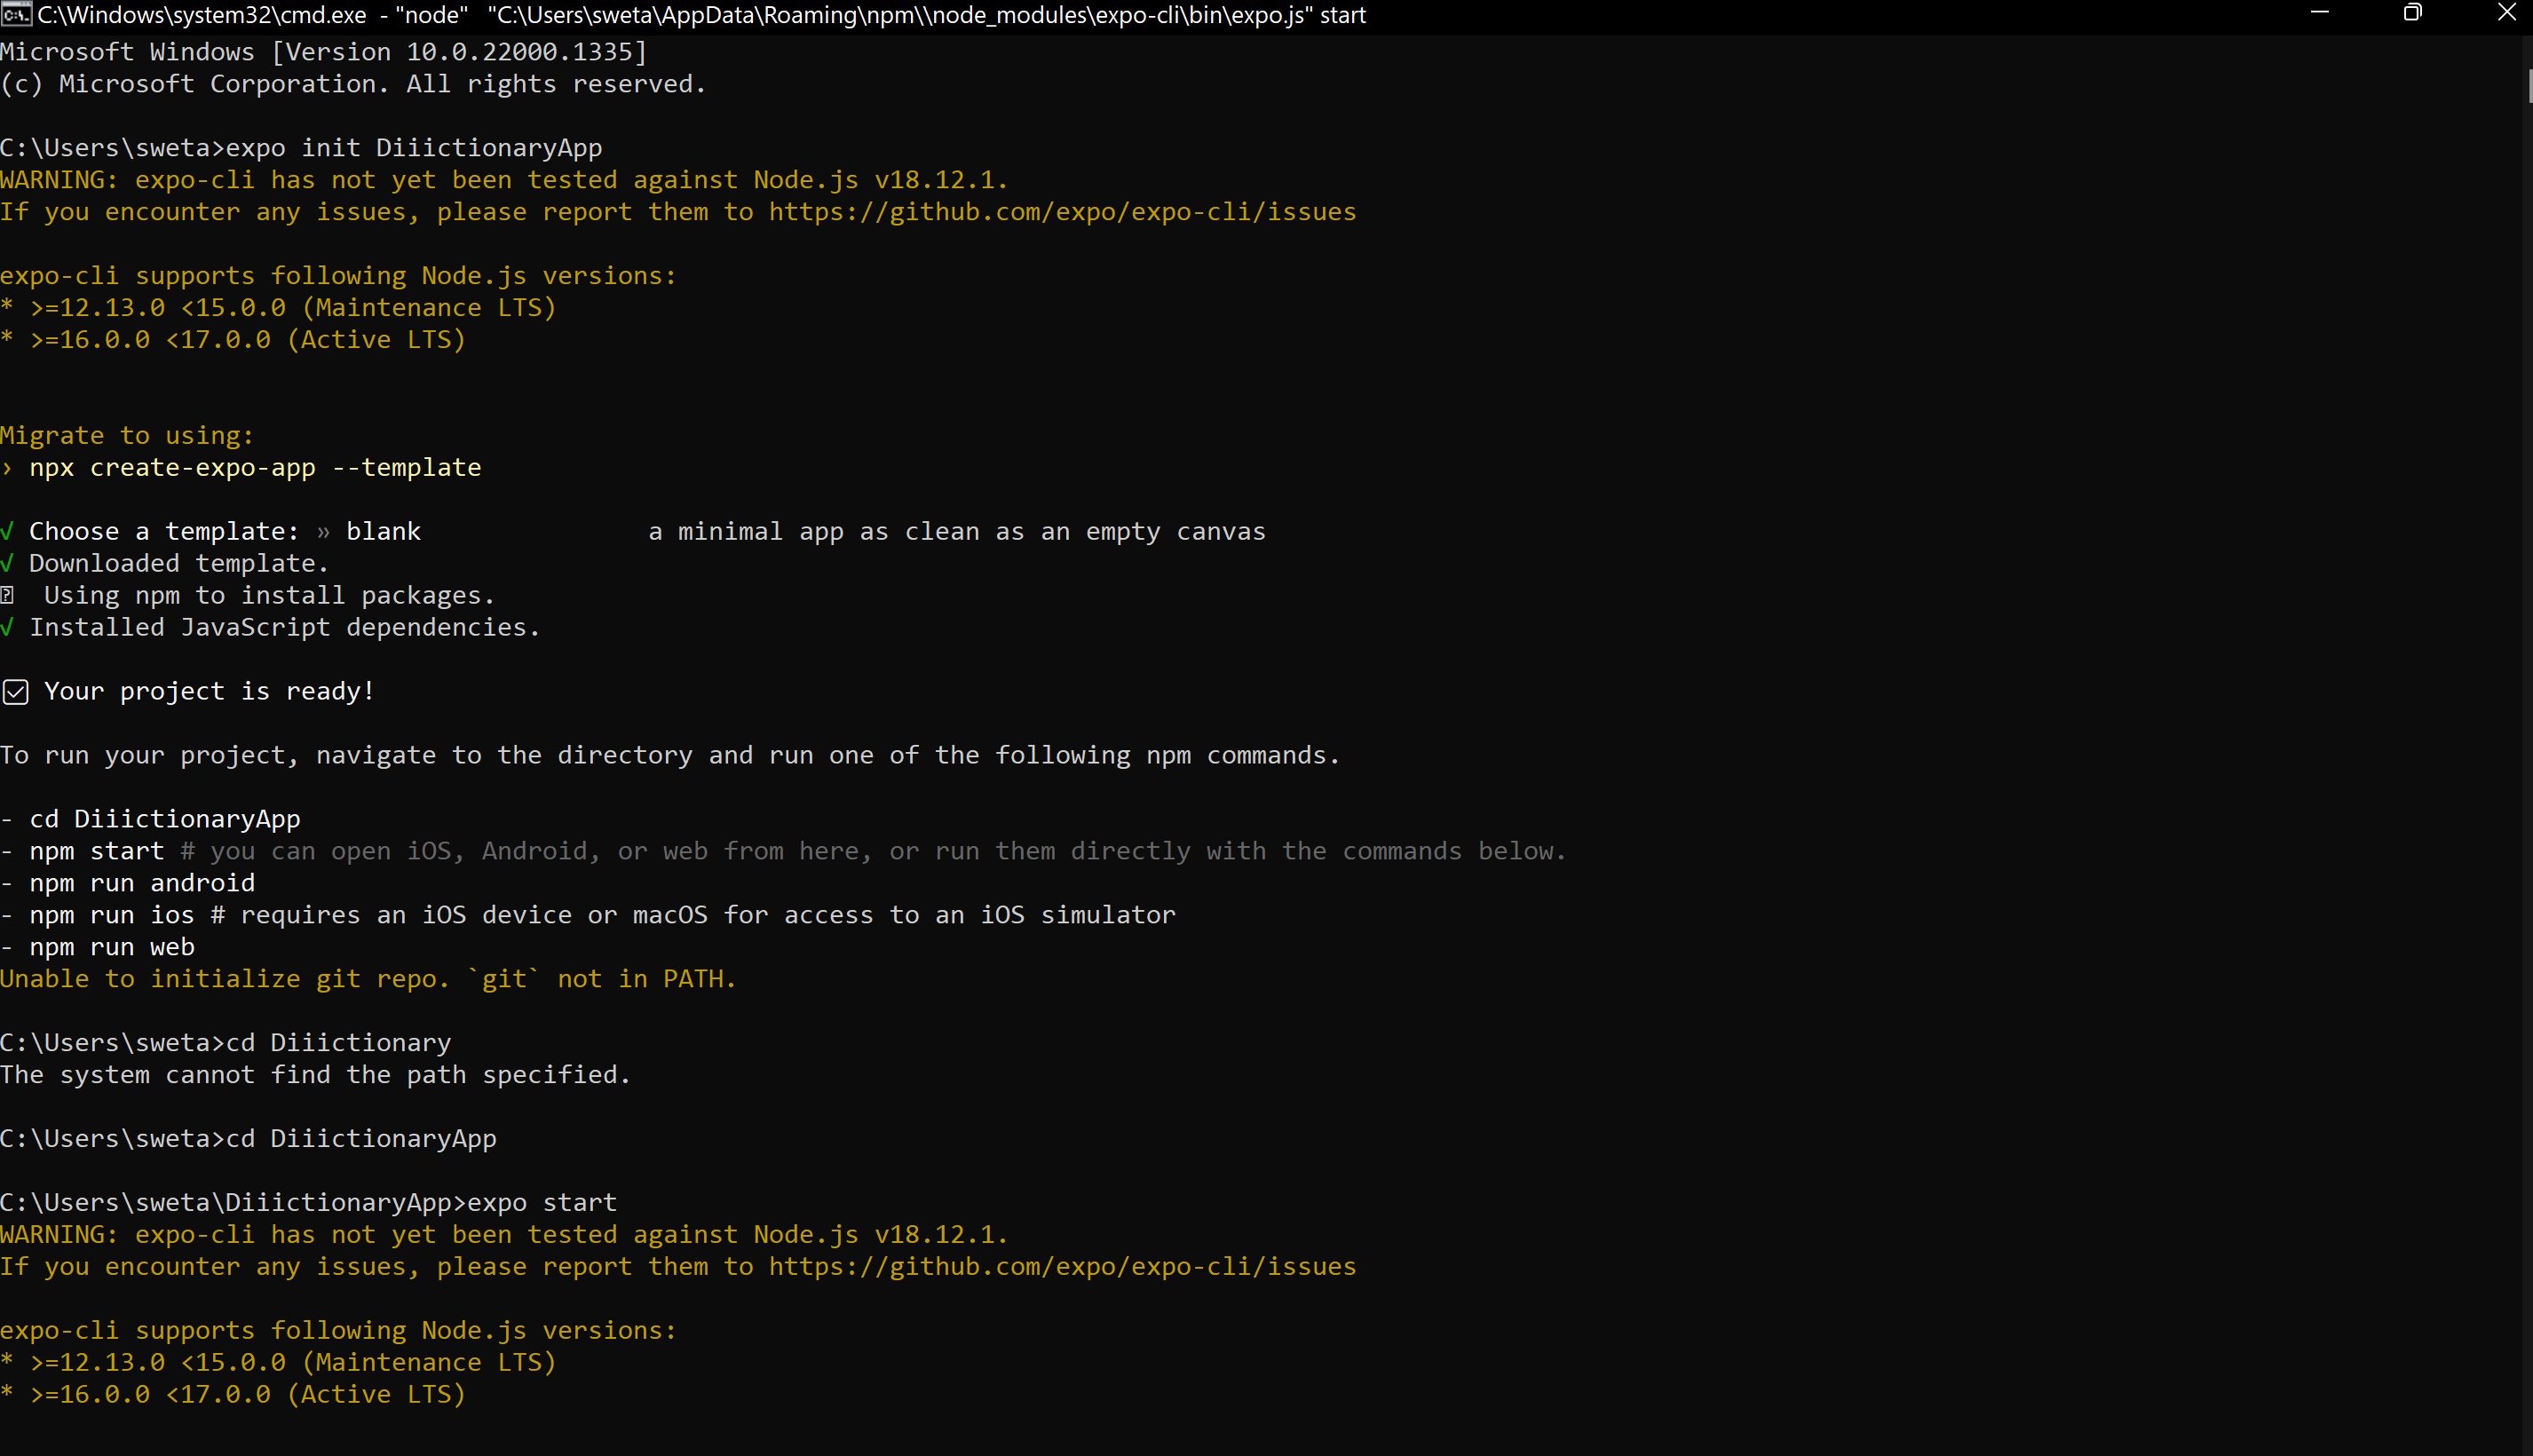 C:\Windows\system32\cmd.exe - "node" "C:\Users\sweta\AppData\Roaming\npm\\node_modules\expo-cli\bin\expo.js" start
Microsoft Windows [Version 10.0.22000.1335]
(c) Microsoft Corporation. All rights reserved.
C:\Users\sweta>expo init DiiictionaryApp
WARNING: expo-cli has not yet been tested against Node.js v18.12.1.
If you encounter any issues, please report them to https://github.com/expo/expo-cli/issues
expo-cli supports following Node.js versions:
* >=12.13.0 <15.0.0 (Maintenance LTS)
* >=16.0.0 <17.0.0 (Active LTS)
Migrate to using:
› npx create-expo-app --template
√ Choose a template: » blank a minimal app as clean as an empty canvas
√ Downloaded template.
Using npm to install packages.
√ Installed JavaScript dependencies.
☑ Your project is ready!
To run your project, navigate to the directory and run one of the following npm commands.
- cd DiiictionaryApp
- npm start # you can open iOS, Android, or web from here, or run them directly with the commands below.
- npm run android
- npm run ios # requires an iOS device or macOS for access to an iOS simulator
- npm run web
Unable to initialize git repo. `git` not in PATH.
C:\Users\sweta>cd Diiictionary
The system cannot find the path specified.
C:\Users\sweta>cd DiiictionaryApp
C:\Users\sweta\DiiictionaryApp>expo start
WARNING: expo-cli has not yet been tested against Node.js v18.12.1.
If you encounter any issues, please report them to https://github.com/expo/expo-cli/issues
expo-cli supports following Node.js versions:
* >=12.13.0 <15.0.0 (Maintenance LTS)
* >=16.0.0 <17.0.0 (Active LTS)